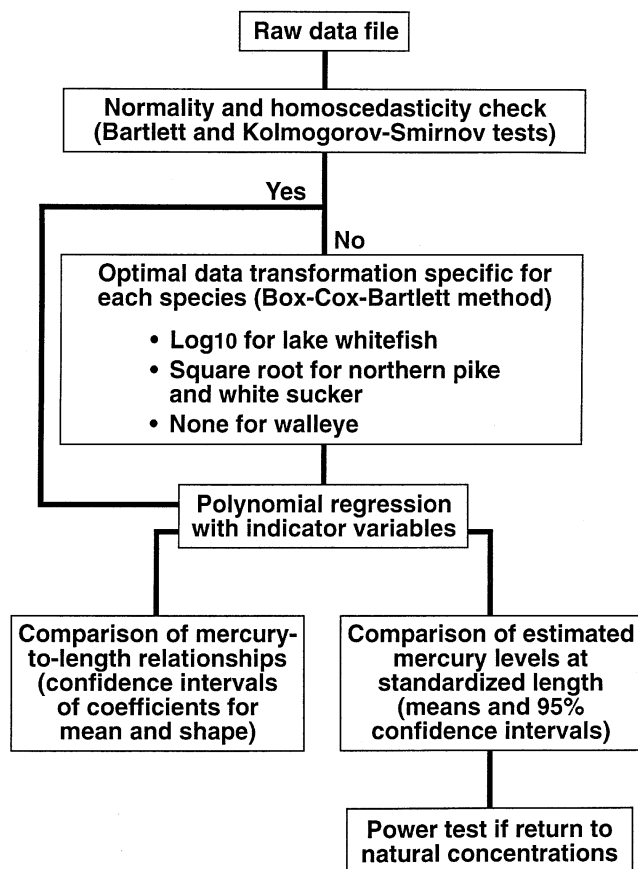 Raw data file
Normality and homoscedasticity check
(Bartlett and Kolmogorov-Smirnov tests)
Yes
No
Optimal data transformation specific for
each species (Box-Cox-Bartlett method)
• Log10 for lake whitefish
• Square root for northern pike
and white sucker
• None for walleye
Polynomial regression
with indicator variables
Comparison of mercury-
to-length relationships
(confidence intervals
of coefficients for
mean and shape)
Comparison of estimated
mercury levels at
standardized length
(means and 95%
confidence intervals)
Power test if return to
natural concentrations